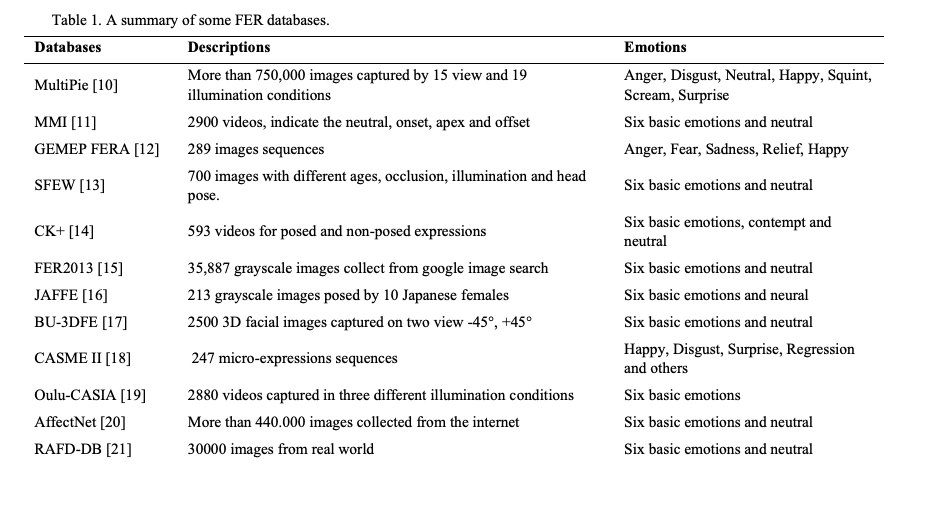 Table 1. A summary of some FER databases.
Databases Descriptions Emotions
MultiPie [10] More than 750,000 images captured by 15 view and 19 illumination conditions Anger, Disgust, Neutral, Happy, Squint, Scream, Surprise
MMI [11] 2900 videos, indicate the neutral, onset, apex and offset Six basic emotions and neutral
GEMEP FERA [12] 289 images sequences Anger, Fear, Sadness, Relief, Happy
SFEW [13] 700 images with different ages, occlusion, illumination and head pose. Six basic emotions and neutral
CK+ [14] 593 videos for posed and non-posed expressions Six basic emotions, contempt and neutral
FER2013 [15] 35,887 grayscale images collect from google image search Six basic emotions and neutral
JAFFE [16] 213 grayscale images posed by 10 Japanese females Six basic emotions and neural
BU-3DFE [17] 2500 3D facial images captured on two view -45°, +45° Six basic emotions and neutral
CASME II [18] 247 micro-expressions sequences Happy, Disgust, Surprise, Regression and others
Oulu-CASIA [19] 2880 videos captured in three different illumination conditions Six basic emotions
AffectNet [20] More than 440.000 images collected from the internet Six basic emotions and neutral
RAFD-DB [21] 30000 images from real world Six basic emotions and neutral